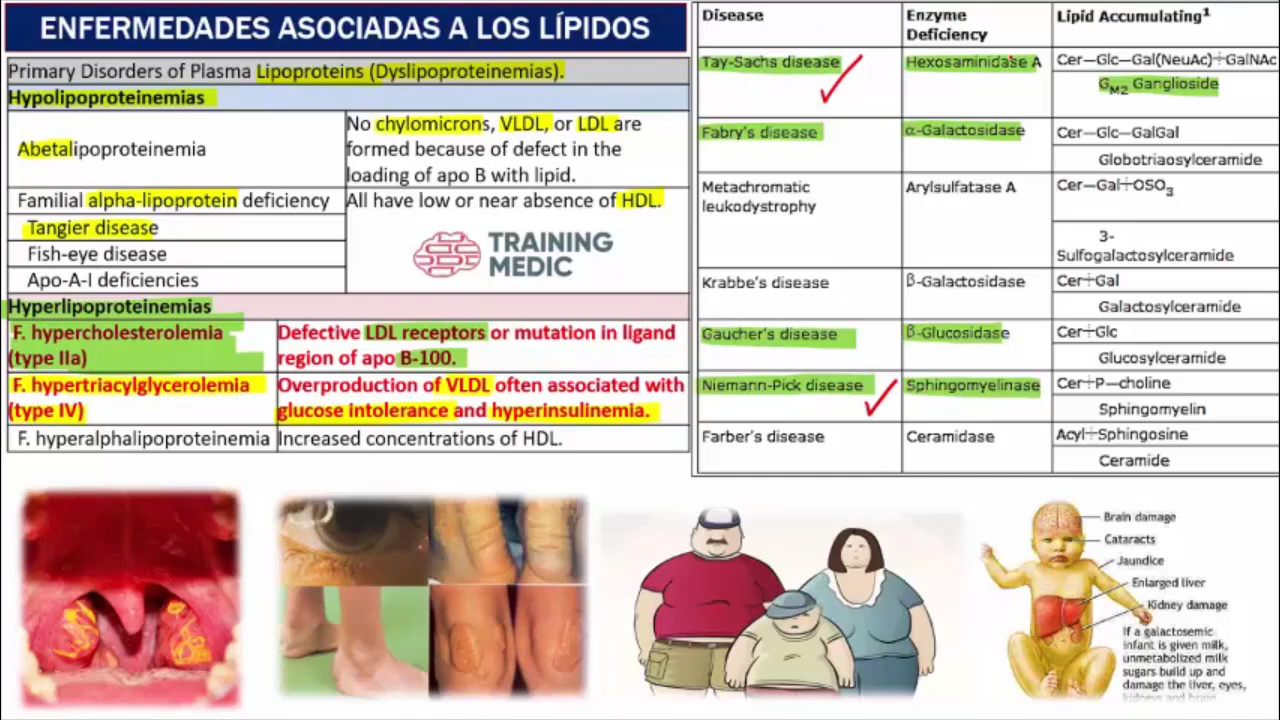 ENFERMEDADES ASOCIADAS A LOS LÍPIDOS
Primary Disorders of Plasma Lipoproteins (Dyslipoproteinemias).
Hypolipoproteinemias
Abetalipoproteinemia
No chylomicrons, VLDL, or LDL are
formed because of defect in the
loading of apo B with lipid.
Familial alpha-lipoprotein deficiency
Tangier disease
Fish-eye disease
Apo-A-I deficiencies
All have low or near absence of HDL.
TRAINING
MEDIC
Hyperlipoproteinemias
F. hypercholesterolemia
(type IIa)
Defective LDL receptors or mutation in ligand
region of apo B-100.
F. hypertriacylglycerolemia
(type IV)
Overproduction of VLDL often associated with
glucose intolerance and hyperinsulinemia.
F. hyperalphalipoproteinemia
Increased concentrations of HDL.
Disease
Enzyme
Deficiency
Lipid Accumulating¹
Tay-Sachs disease
Hexosaminidase A
Cer—Glc—Gal(NeuAc)∔GalNAc
GM2 Ganglioside
Fabry's disease
α-Galactosidase
Cer—Glc—GalGal
Globotriaosylceramide
Metachromatic
leukodystrophy
Arylsulfatase A
Cer—Gal∔OSO3
3-
Sulfogalactosylceramide
Krabbe's disease
β-Galactosidase
Cer∔Gal
Galactosylceramide
Gaucher's disease
β-Glucosidase
Cer∔Glc
Glucosylceramide
Niemann-Pick disease
Sphingomyelinase
Cer∔P—choline
Sphingomyelin
Farber's disease
Ceramidase
Acyl∔Sphingosine
Ceramide
Brain damage
Cataracts
Jaundice
Enlarged liver
Kidney damage
If a galactosemic
infant is given milk,
unmetabolized milk
sugars build up and
damage the liver, eyes,
kidneys and brain